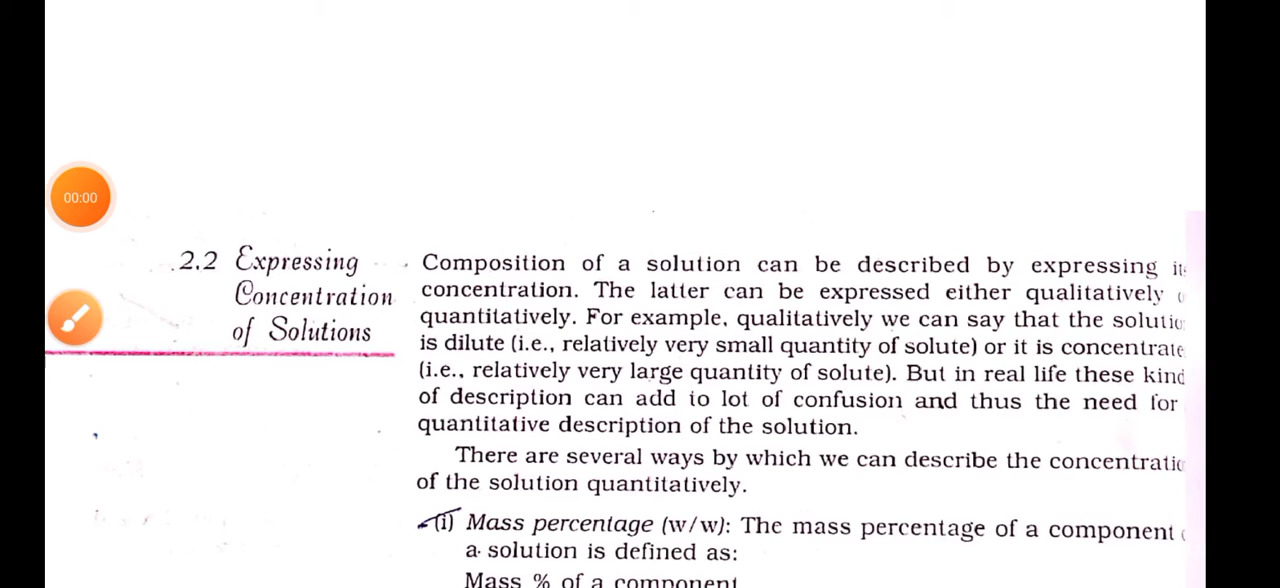 00:00
2.2 Expressing
Concentration
of Solutions
Composition of a solution can be described by expressing
concentration. The latter can be expressed either qualitatively
quantitatively. For example, qualitatively we can say that the
is dilute (i.e., relatively very small quantity of solute) or it is
(i.e., relatively very large quantity of solute). But in real life these kind
of description can add to lot of confusion and thus the need for
quantitative description of the solution.
There are several ways by which we can describe the
of the solution quantitatively.
(i) Mass percentage (w/w): The mass percentage of a component
a solution is defined as:
Mass % of a component